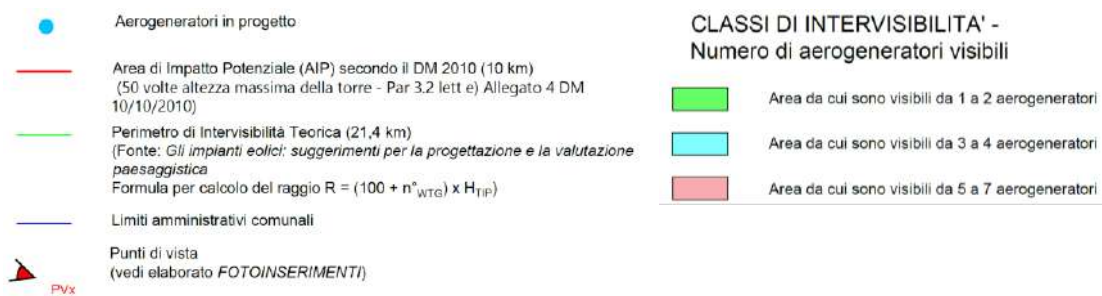 Aerogeneratori in progetto
Area di Impatto Potenziale (AIP) secondo il DM 2010 (10 km)
(50 volte altezza massima della torre - Par 3.2 lett e) Allegato 4 DM
10/10/2010)
Perimetro di Intervisibilità Teorica (21,4 km)
(Fonte: Gli impianti eolici: suggerimenti per la progettazione e la valutazione
paesaggistica
Formula per calcolo del raggio R = (100 + n°WTG) x HTIP)
Limiti amministrativi comunali
Punti di vista
(vedi elaborato FOTOINSERIMENTI)
PVx
CLASSI DI INTERVISIBILITA' -
Numero di aerogeneratori visibili
Area da cui sono visibili da 1 a 2 aerogeneratori
Area da cui sono visibili da 3 a 4 aerogeneratori
Area da cui sono visibili da 5 a 7 aerogeneratori